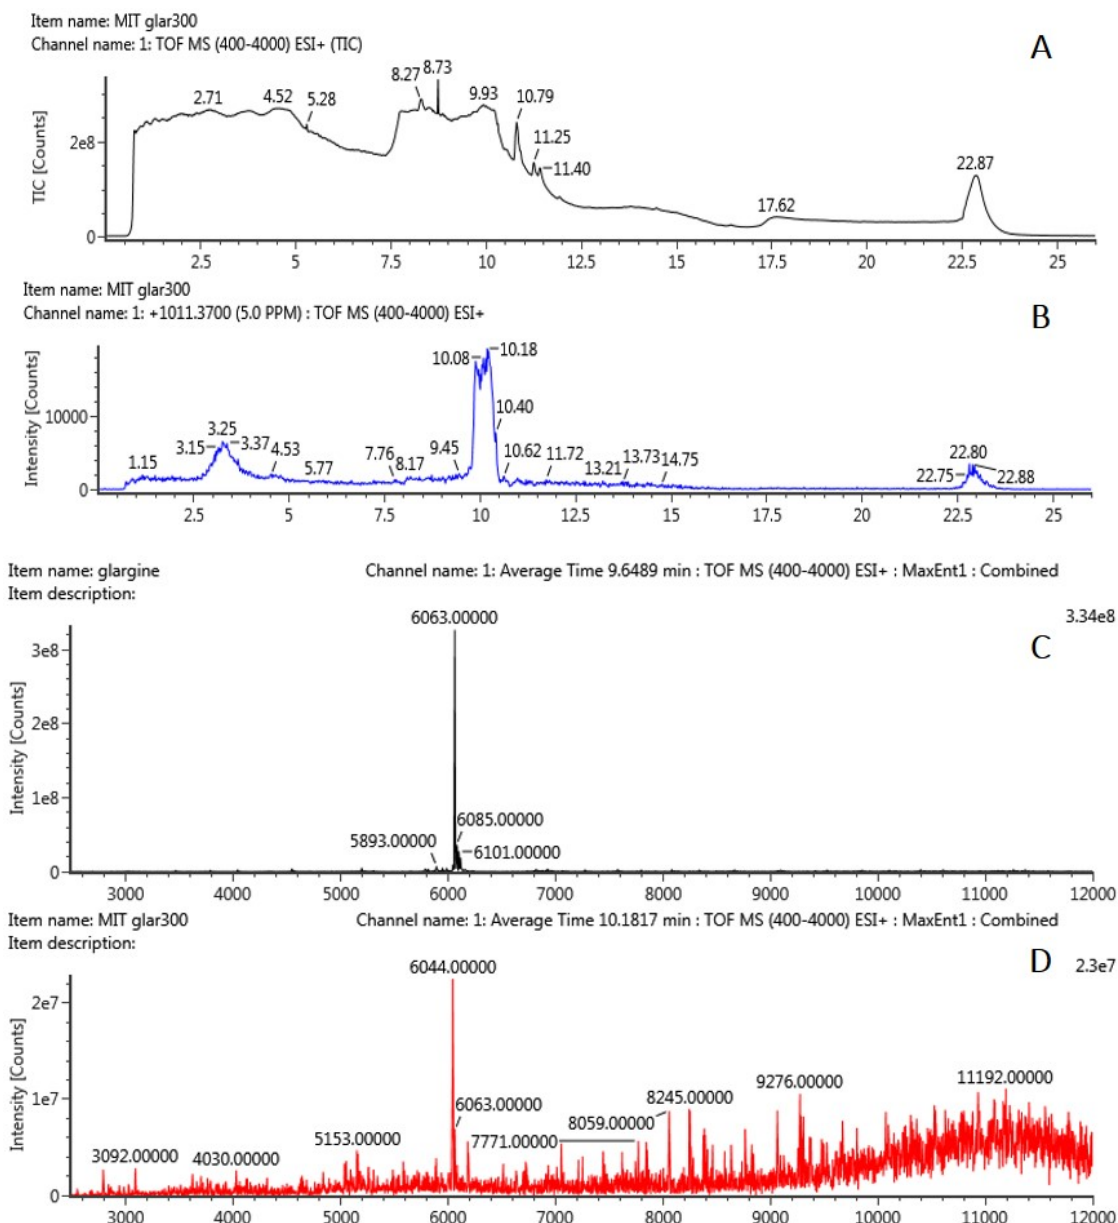 Item name: MIT glar300
Channel name: 1: TOF MS (400-4000) ESI+ (TIC)
A
TIC [Counts]
2e8
0
2.71
4.52
5.28
8.27
8.73
9.93
10.79
11.25
11.40
17.62
22.87
2.5 5 7.5 10 12.5 15 17.5 20 22.5 25
Item name: MIT glar300
Channel name: 1: +1011.3700 (5.0 PPM) : TOF MS (400-4000) ESI+
B
Intensity [Counts]
10000
0
1.15
3.15
3.25
3.37
4.53
5.77
7.76
8.17
9.45
10.08
10.18
10.40
10.62
11.72
13.21
13.73
14.75
22.75
22.80
22.88
2.5 5 7.5 10 12.5 15 17.5 20 22.5 25
Item name: glargine Channel name: 1: Average Time 9.6489 min : TOF MS (400-4000) ESI+ : MaxEnt1 : Combined
Item description:
3.34e8
C
Intensity [Counts]
3e8
2e8
1e8
0
6063.00000
5893.00000
6085.00000
6101.00000
3000 4000 5000 6000 7000 8000 9000 10000 11000 12000
Item name: MIT glar300 Channel name: 1: Average Time 10.1817 min : TOF MS (400-4000) ESI+ : MaxEnt1 : Combined
Item description:
D
2.3e7
Intensity [Counts]
2e7
1e7
0
6044.00000
3092.00000
4030.00000
5153.00000
6063.00000
7771.00000
8059.00000
8245.00000
9276.00000
11192.00000
3000 4000 5000 6000 7000 8000 9000 10000 11000 12000